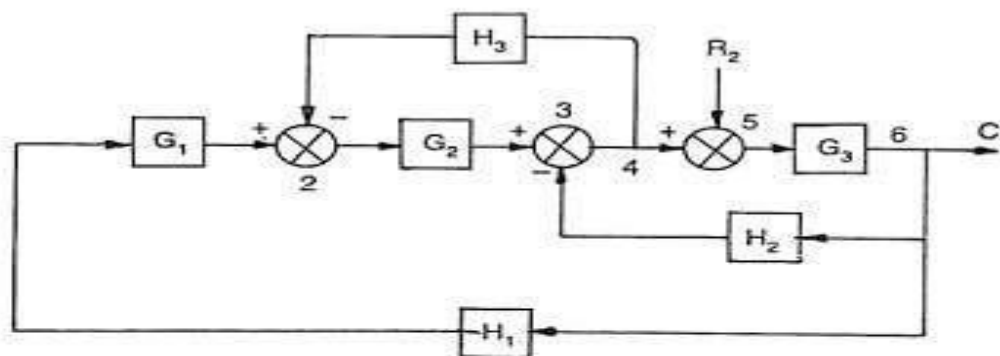 H₃
R₂
3
5
6
C
+
−
G₁
G₂
+
+
G₃
2
−
4
H₂
H₁